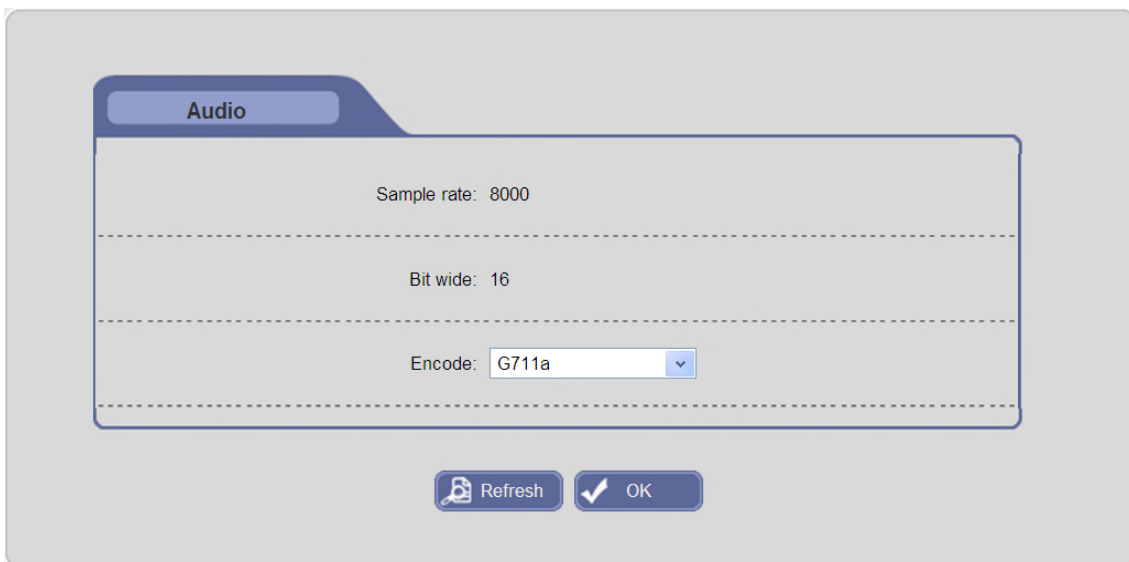 Audio
Sample rate: 8000
Bit wide: 16
Encode: G711a
Refresh OK